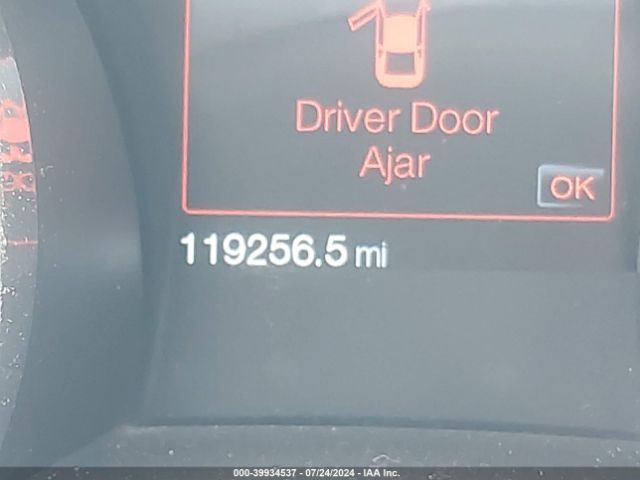 Driver Door
Ajar
OK
119256.5 mi
000-39934537 - 07/24/2024 - IAA Inc.